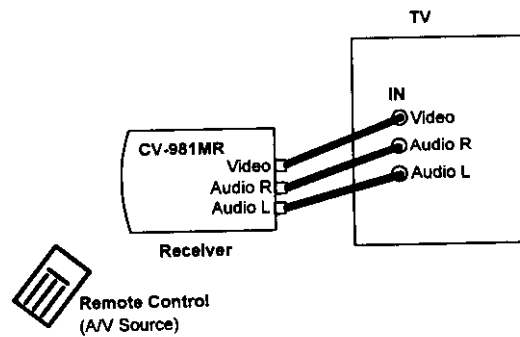 TV
IN
Video
Audio R
Audio L
CV-981MR
Video
Audio R
Audio L
Receiver
Remote Control
(A/V Source)